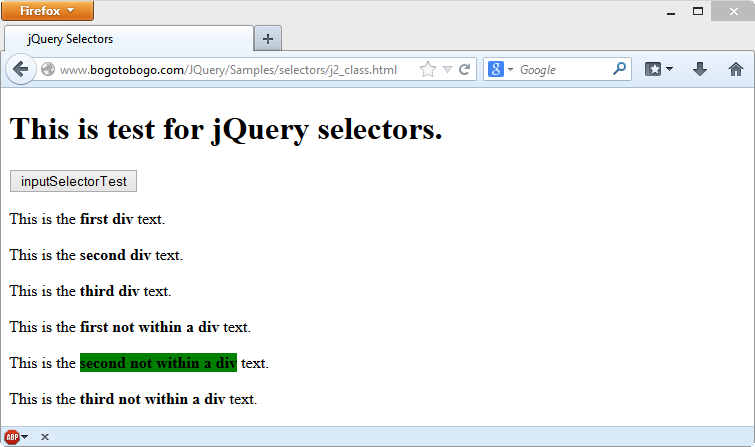 Firefox
jQuery Selectors
www.bogotobogo.com/JQuery/Samples/selectors/j2_class.html
Google
This is test for jQuery selectors.
inputSelectorTest
This is the first div text.
This is the second div text.
This is the third div text.
This is the first not within a div text.
This is the second not within a div text.
This is the third not within a div text.
ABP